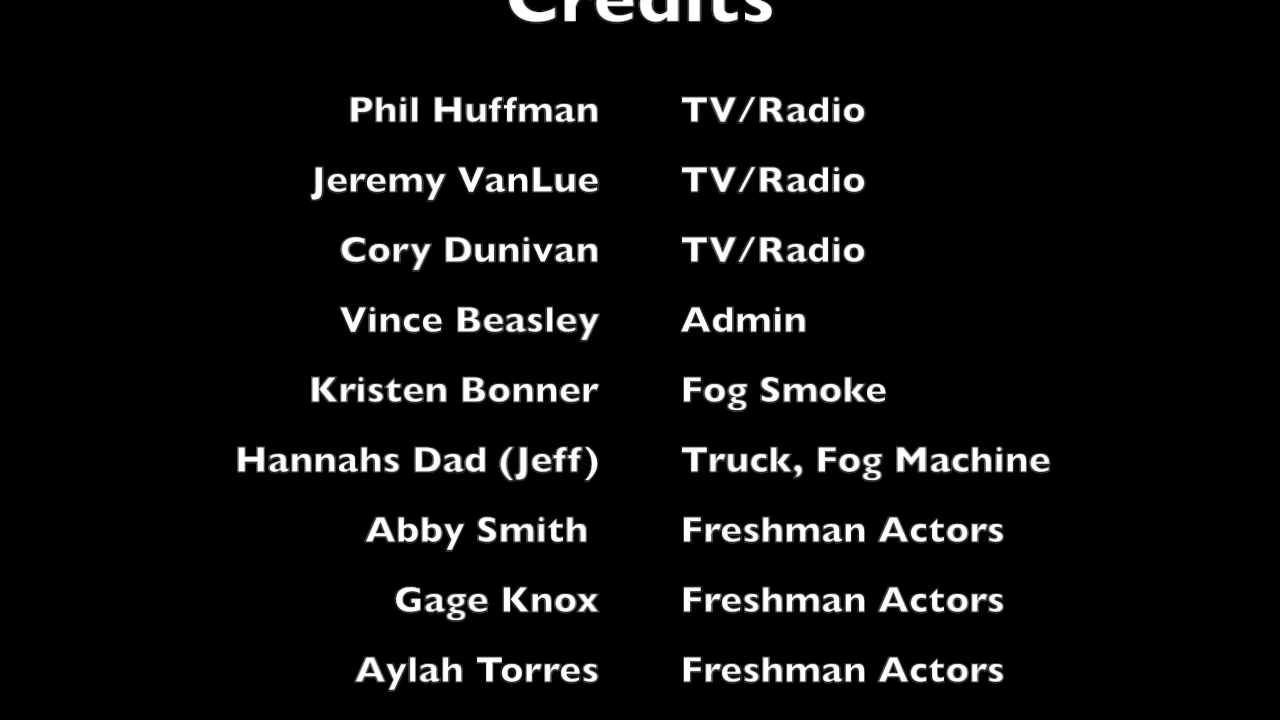 Credits
Phil Huffman TV/Radio
Jeremy VanLue TV/Radio
Cory Dunivan TV/Radio
Vince Beasley Admin
Kristen Bonner Fog Smoke
Hannahs Dad (Jeff) Truck, Fog Machine
Abby Smith Freshman Actors
Gage Knox Freshman Actors
Aylah Torres Freshman Actors